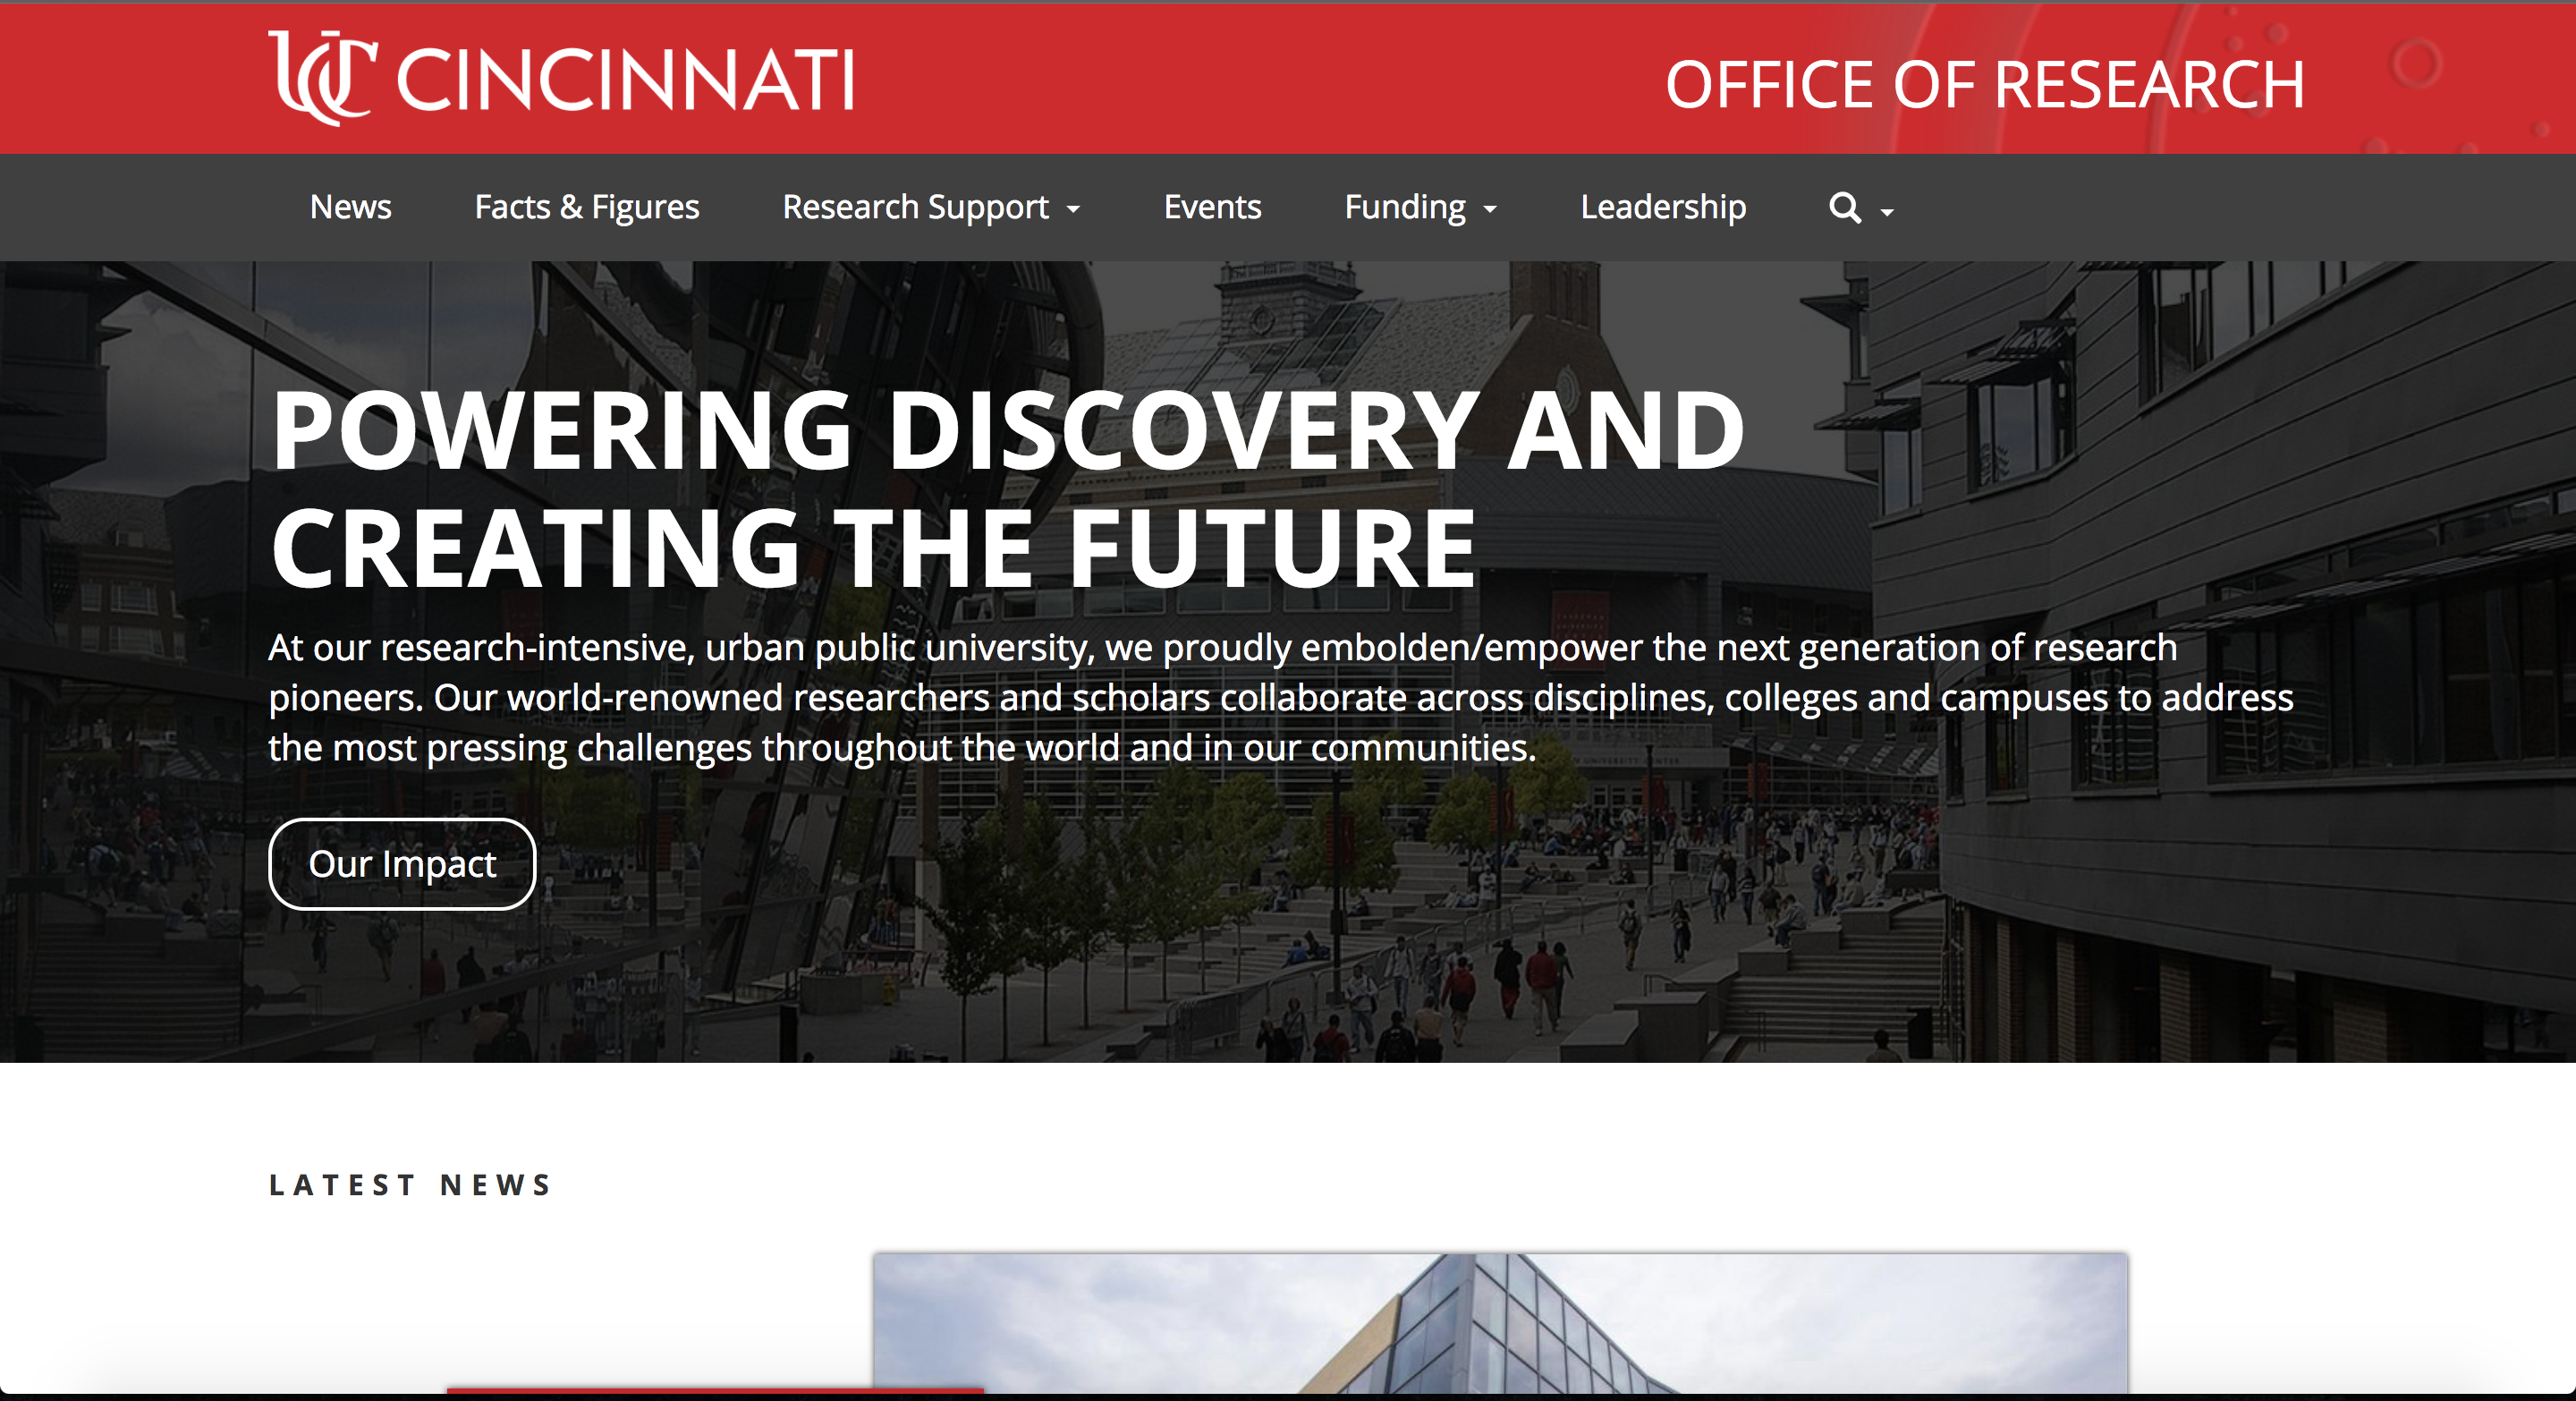 UC CINCINNATI
OFFICE OF RESEARCH
News Facts & Figures Research Support Events Funding Leadership
POWERING DISCOVERY AND
CREATING THE FUTURE
At our research-intensive, urban public university, we proudly embolden/empower the next generation of research
pioneers. Our world-renowned researchers and scholars collaborate across disciplines, colleges and campuses to address
the most pressing challenges throughout the world and in our communities.
UNIVERSITY CENTER
Our Impact
LATEST NEWS